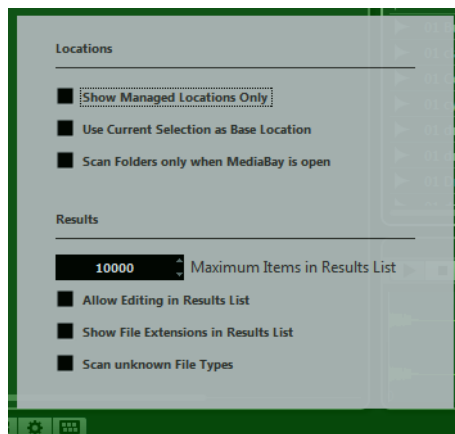 Locations
Show Managed Locations Only
Use Current Selection as Base Location
Scan Folders only when MediaBay is open
Results
10000 Maximum Items in Results List
Allow Editing in Results List
Show File Extensions in Results List
Scan unknown File Types